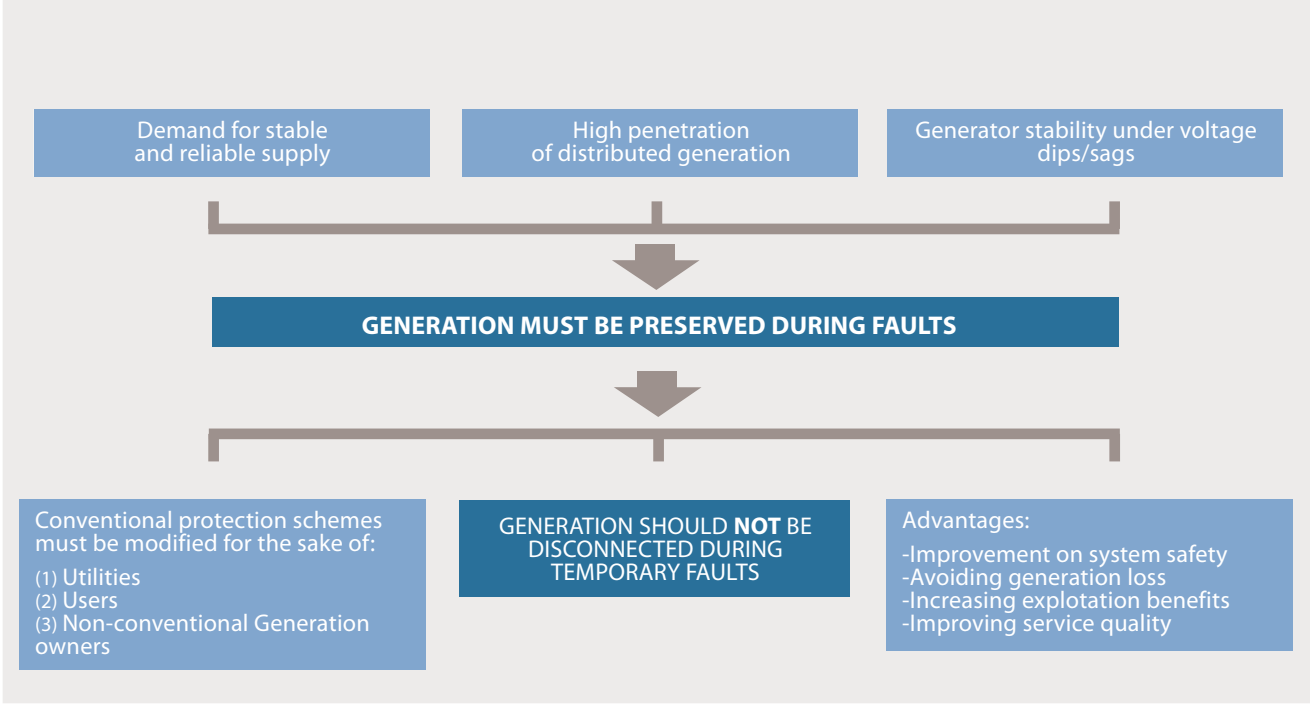 Demand for stable
and reliable supply
High penetration
of distributed generation
Generator stability under voltage
dips/sags
GENERATION MUST BE PRESERVED DURING FAULTS
Conventional protection schemes
must be modified for the sake of:
(1) Utilities
(2) Users
(3) Non-conventional Generation
owners
GENERATION SHOULD NOT BE
DISCONNECTED DURING
TEMPORARY FAULTS
Advantages:
-Improvement on system safety
-Avoiding generation loss
-Increasing explotation benefits
-Improving service quality